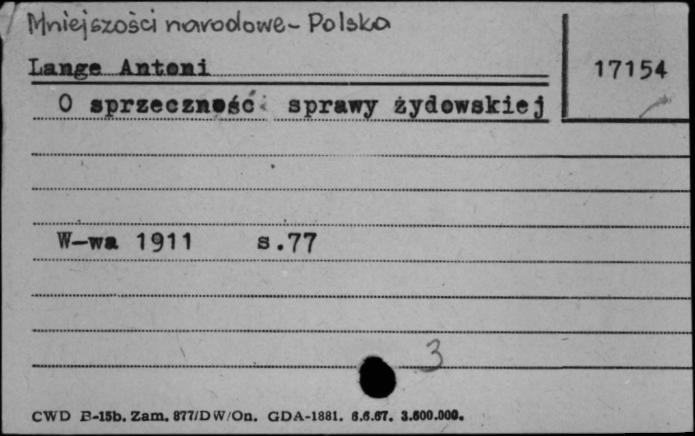 Mniejszości narodowe - Polska
Lange Antoni
17154
O sprzeczność sprawy żydowskiej
W-wa 1911 s.77
3
CWD B-15b. Zam. 877/DW/On. GDA-1881. 6.6.67. 3.600.000.